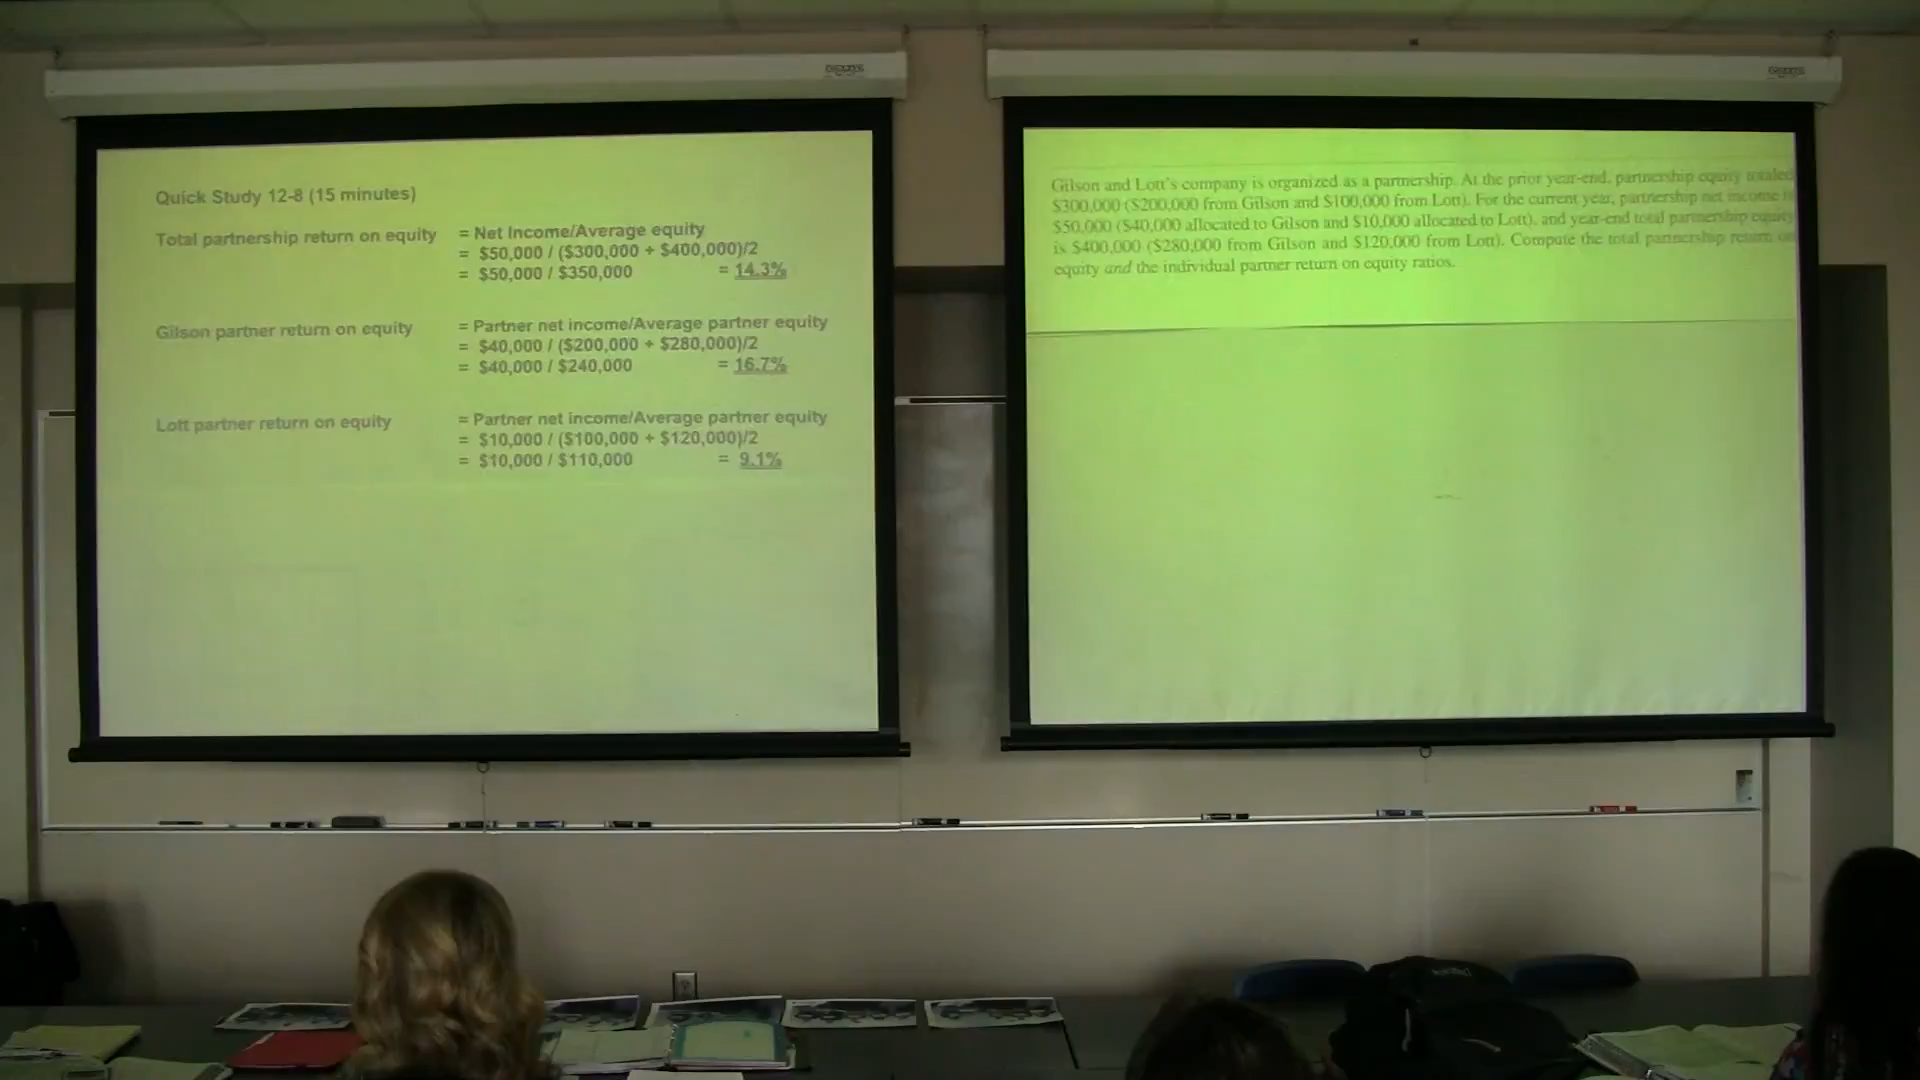 Quick Study 12-8 (15 minutes)
Total partnership return on equity = Net Income/Average equity
= $50,000 / ($300,000 + $400,000)/2
= $50,000 / $350,000 = 14.3%
Gilson partner return on equity = Partner net income/Average partner equity
= $40,000 / ($200,000 + $280,000)/2
= $40,000 / $240,000 = 16.7%
Lott partner return on equity = Partner net income/Average partner equity
= $10,000 / ($100,000 + $120,000)/2
= $10,000 / $110,000 = 9.1%
Gilson and Lott's company is organized as a partnership. At the prior year-end, partnership equity totaled
$300,000 ($200,000 from Gilson and $100,000 from Lott). For the current year, partnership net income is
$50,000 ($40,000 allocated to Gilson and $10,000 allocated to Lott), and year-end total partnership equity
is $400,000 ($280,000 from Gilson and $120,000 from Lott). Compute the total partnership return on
equity and the individual partner return on equity ratios.